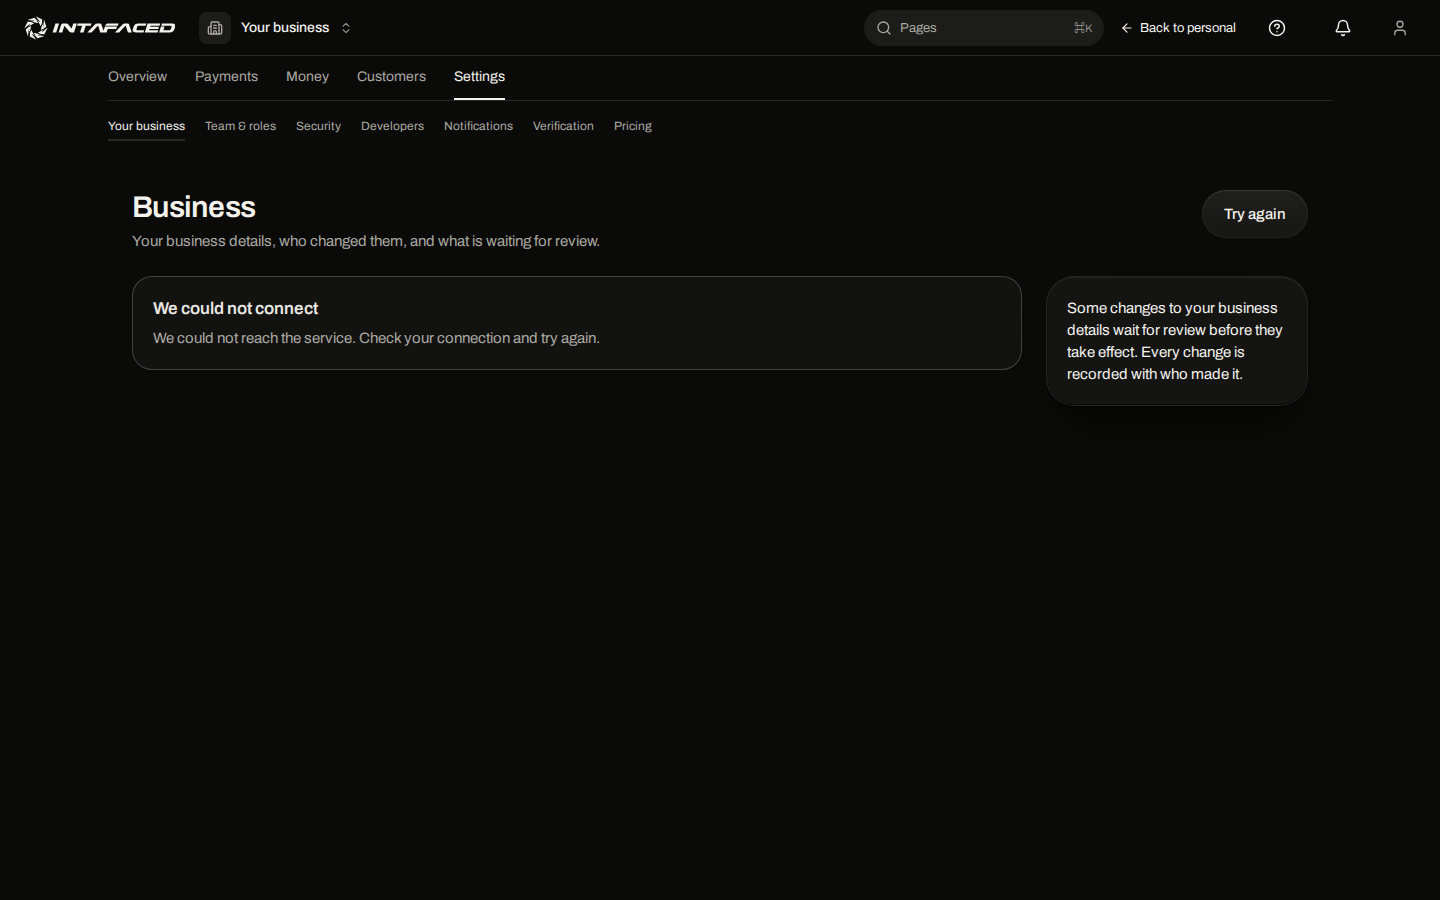 INTAFACED
Your business
Pages
⌘K
Back to personal
Overview
Payments
Money
Customers
Settings
Your business
Team & roles
Security
Developers
Notifications
Verification
Pricing
Business
Your business details, who changed them, and what is waiting for review.
Try again
We could not connect
We could not reach the service. Check your connection and try again.
Some changes to your business
details wait for review before they
take effect. Every change is
recorded with who made it.